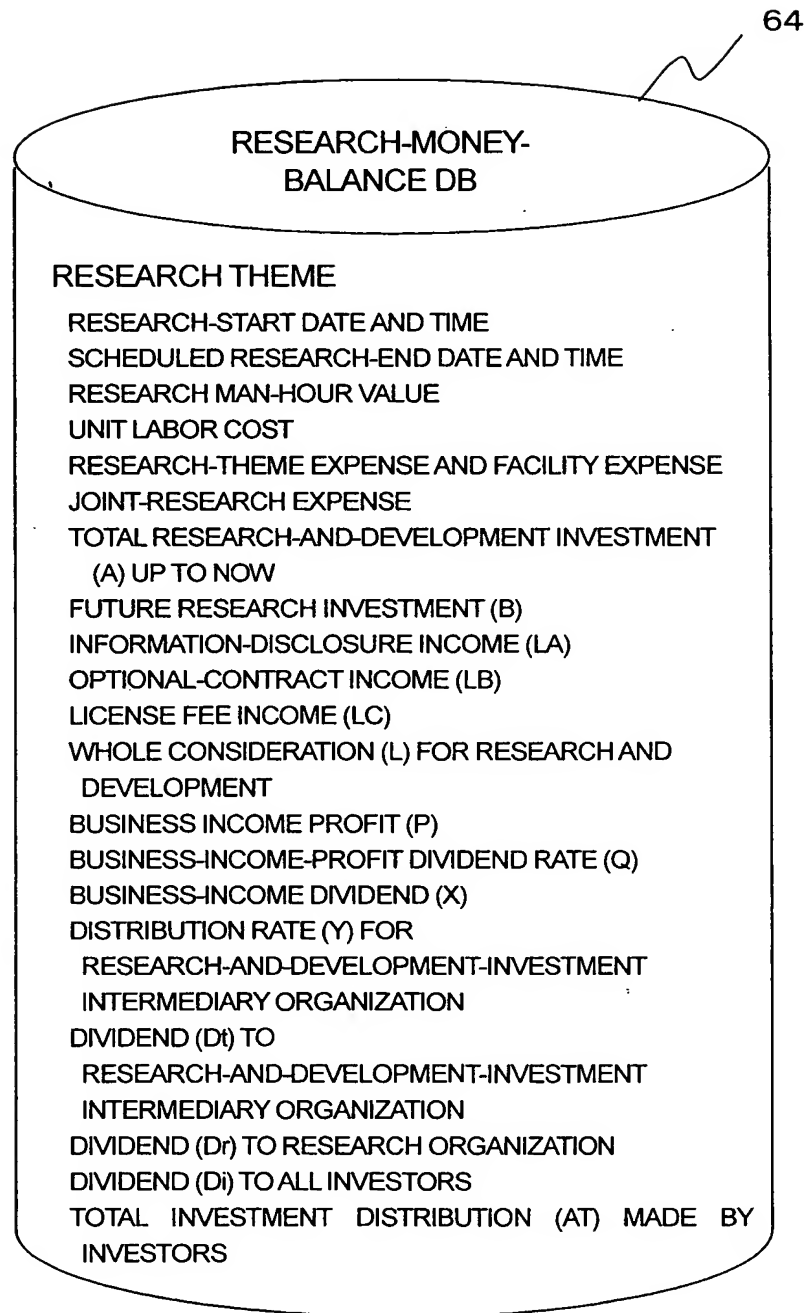 64
RESEARCH-MONEY-
BALANCE DB
RESEARCH THEME
RESEARCH-START DATE AND TIME
SCHEDULED RESEARCH-END DATE AND TIME
RESEARCH MAN-HOUR VALUE
UNIT LABOR COST
RESEARCH-THEME EXPENSE AND FACILITY EXPENSE
JOINT-RESEARCH EXPENSE
TOTAL RESEARCH-AND-DEVELOPMENT INVESTMENT
(A) UP TO NOW
FUTURE RESEARCH INVESTMENT (B)
INFORMATION-DISCLOSURE INCOME (LA)
OPTIONAL-CONTRACT INCOME (LB)
LICENSE FEE INCOME (LC)
WHOLE CONSIDERATION (L) FOR RESEARCH AND
DEVELOPMENT
BUSINESS INCOME PROFIT (P)
BUSINESS-INCOME-PROFIT DIVIDEND RATE (Q)
BUSINESS-INCOME DIVIDEND (X)
DISTRIBUTION RATE (Y) FOR
RESEARCH-AND-DEVELOPMENT-INVESTMENT
INTERMEDIARY ORGANIZATION
DIVIDEND (Dt) TO
RESEARCH-AND-DEVELOPMENT-INVESTMENT
INTERMEDIARY ORGANIZATION
DIVIDEND (Dr) TO RESEARCH ORGANIZATION
DIVIDEND (Di) TO ALL INVESTORS
TOTAL INVESTMENT DISTRIBUTION (AT) MADE BY
INVESTORS